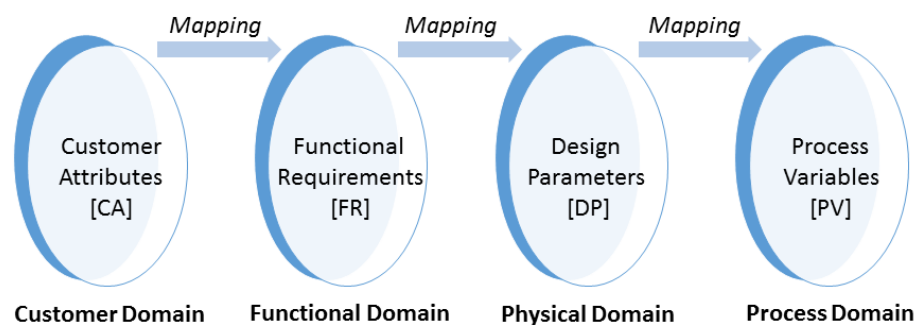 Mapping
Mapping
Mapping
Customer
Attributes
[CA]
Functional
Requirements
[FR]
Design
Parameters
[DP]
Process
Variables
[PV]
Customer Domain
Functional Domain
Physical Domain
Process Domain